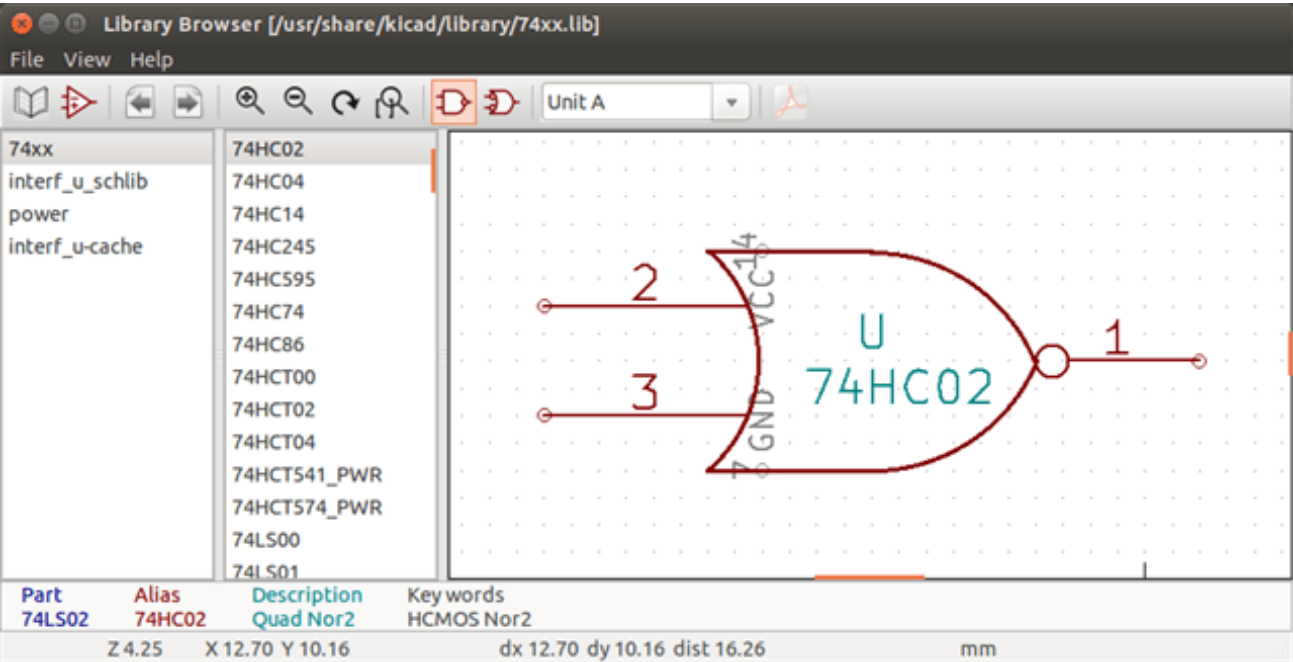 Library Browser [/usr/share/kicad/library/74xx.lib]
File View Help
Unit A
74xx
interf_u_schlib
power
interf_u-cache
74HC02
74HC04
74HC14
74HC245
74HC595
74HC74
74HC86
74HCT00
74HCT02
74HCT04
74HCT541_PWR
74HCT574_PWR
74LS00
74LS01
14
VCC
2
3
GND
7
U
74HC02
1
Part Alias Description Key words
74LS02 74HC02 Quad Nor2 HCMOS Nor2
Z 4.25 X 12.70 Y 10.16 dx 12.70 dy 10.16 dist 16.26 mm